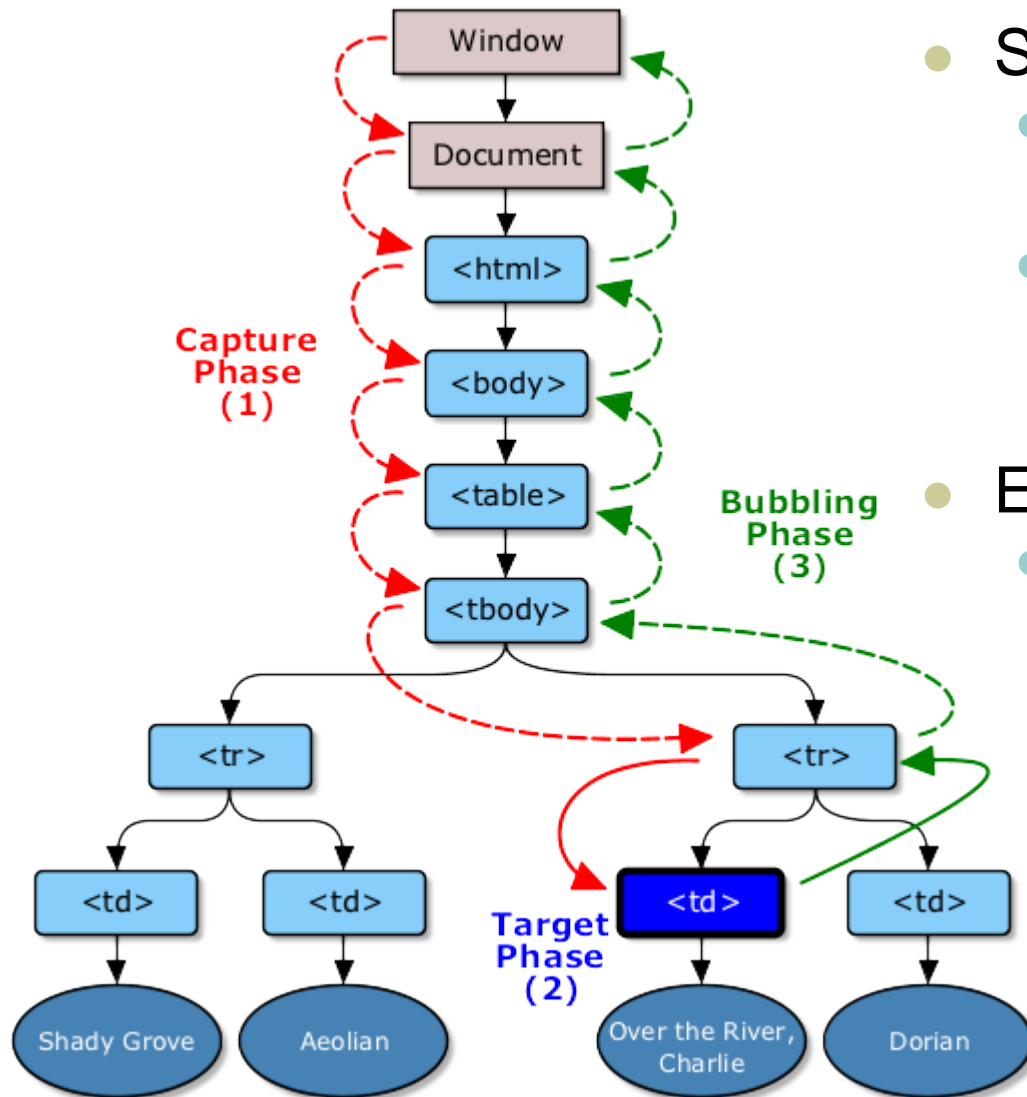 Window
S
Document
<html>
Capture
Phase
(1)
<body>
<table>
E
Bubbling
Phase
(3)
<tbody>
<tr>
<tr>
<td>
<td>
<td>
<td>
Target
Phase
(2)
Shady Grove
Aeolian
Over the River,
Charlie
Dorian